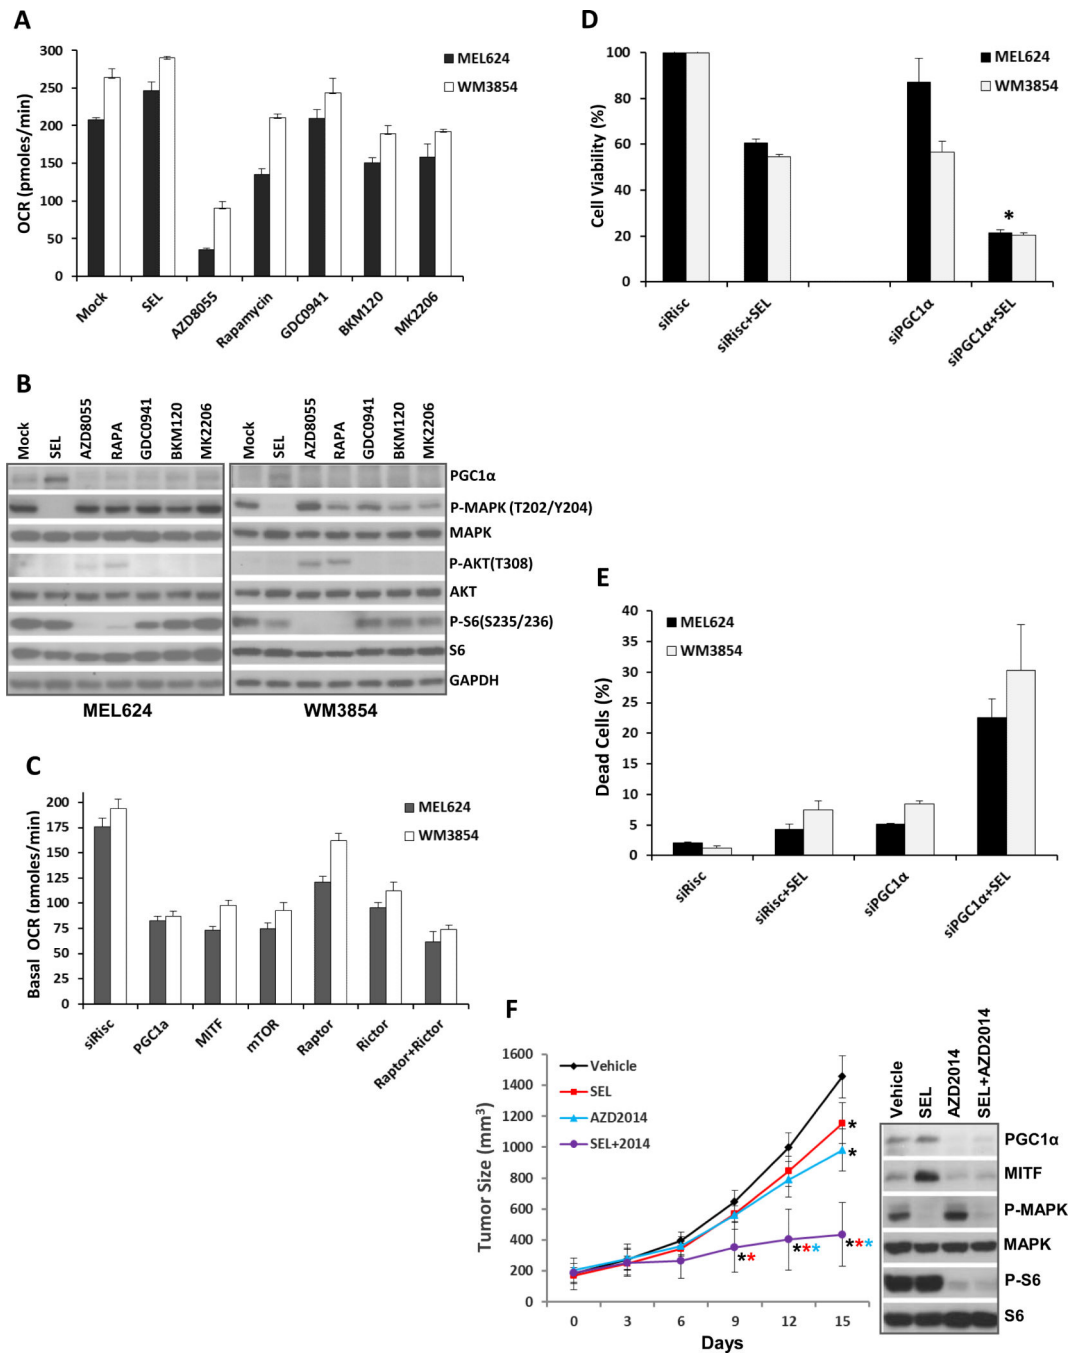 A
300
250
200
150
100
50
0
OCR (pmoles/min)
MEL624
WM3854
Mock
SEL
AZD8055
Rapamycin
GDC0941
BKM120
MK2206
B
Mock
SEL
AZD8055
RAPA
GDC0941
BKM120
MK2206
Mock
SEL
AZD8055
RAPA
GDC0941
BKM120
MK2206
PGC1α
P-MAPK (T202/Y204)
MAPK
P-AKT(T308)
AKT
P-S6(S235/236)
S6
GAPDH
MEL624
WM3854
C
200
175
150
125
100
75
50
25
0
Basal OCR (pmoles/min)
MEL624
WM3854
siRisc
PGC1a
MITF
mTOR
Raptor
Rictor
Raptor+Rictor
D
100
80
60
40
20
0
Cell Viability (%)
MEL624
WM3854
*
siRisc
siRisc+SEL
siPGC1α
siPGC1α+SEL
E
40
35
30
25
20
15
10
5
0
Dead Cells (%)
MEL624
WM3854
siRisc
siRisc+SEL
siPGC1α
siPGC1α+SEL
F
1600
1400
1200
1000
800
600
400
200
0
Tumor Size (mm³)
Vehicle
SEL
AZD2014
SEL+2014
*
*
**
***
***
0 3 6 9 12 15
Days
Vehicle
SEL
AZD2014
SEL+AZD2014
PGC1α
MITF
P-MAPK
MAPK
P-S6
S6